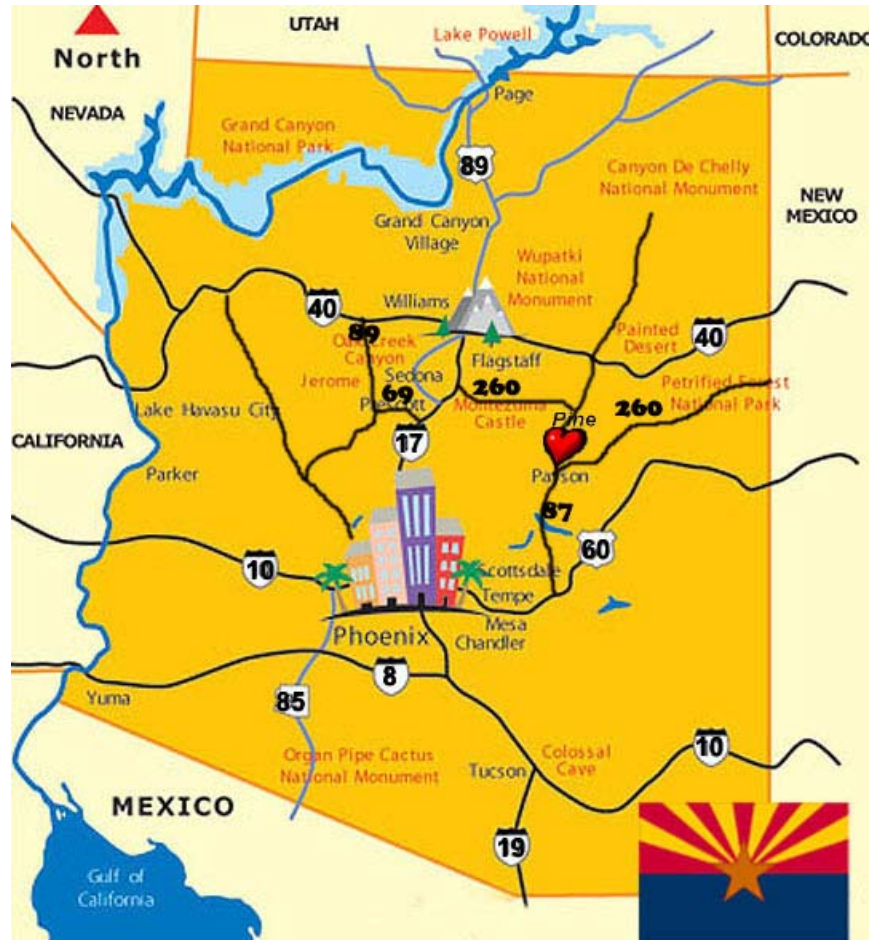 UTAH
Lake Powell
COLORADO
North
NEVADA
Page
Grand Canyon
National Park
89
Canyon De Chelly
National Monument
NEW
MEXICO
Grand Canyon
Village
Wupatki
National
Monument
Williams
40
89
Oak Creek
Canyon
Painted
Desert
40
Flagstaff
Jerome
Sedona
69
260
Petrified Forest
National Park
Lake Havasu City
Prescott
Montezuma
Castle
Pine
260
CALIFORNIA
17
Parker
Payson
87
60
10
Scottsdale
Tempe
Mesa
Phoenix
Chandler
8
Yuma
85
10
Organ Pipe Cactus
National Monument
Colossal
Cave
Tucson
MEXICO
19
Gulf of
California